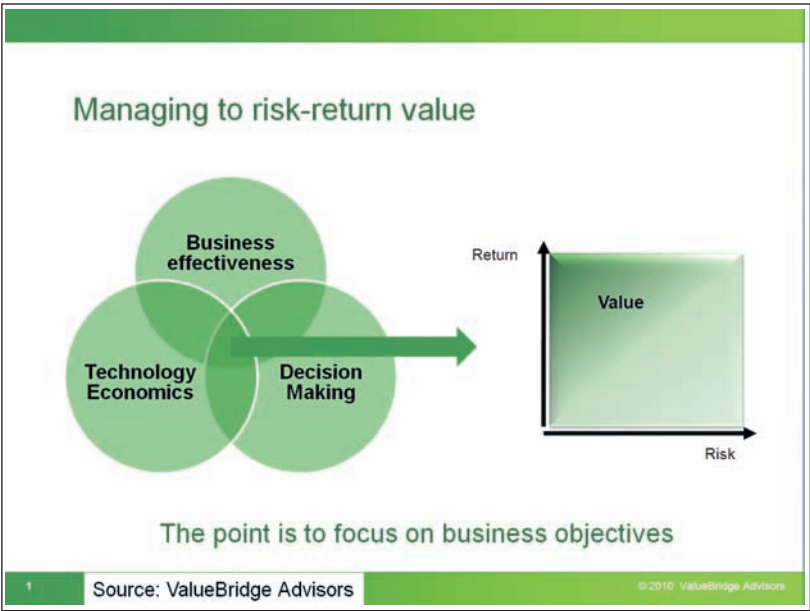 Managing to risk-return value
Business
effectiveness
Technology
Economics
Decision
Making
Return
Value
Risk
The point is to focus on business objectives
1
Source: ValueBridge Advisors
© 2010 ValueBridge Advisors